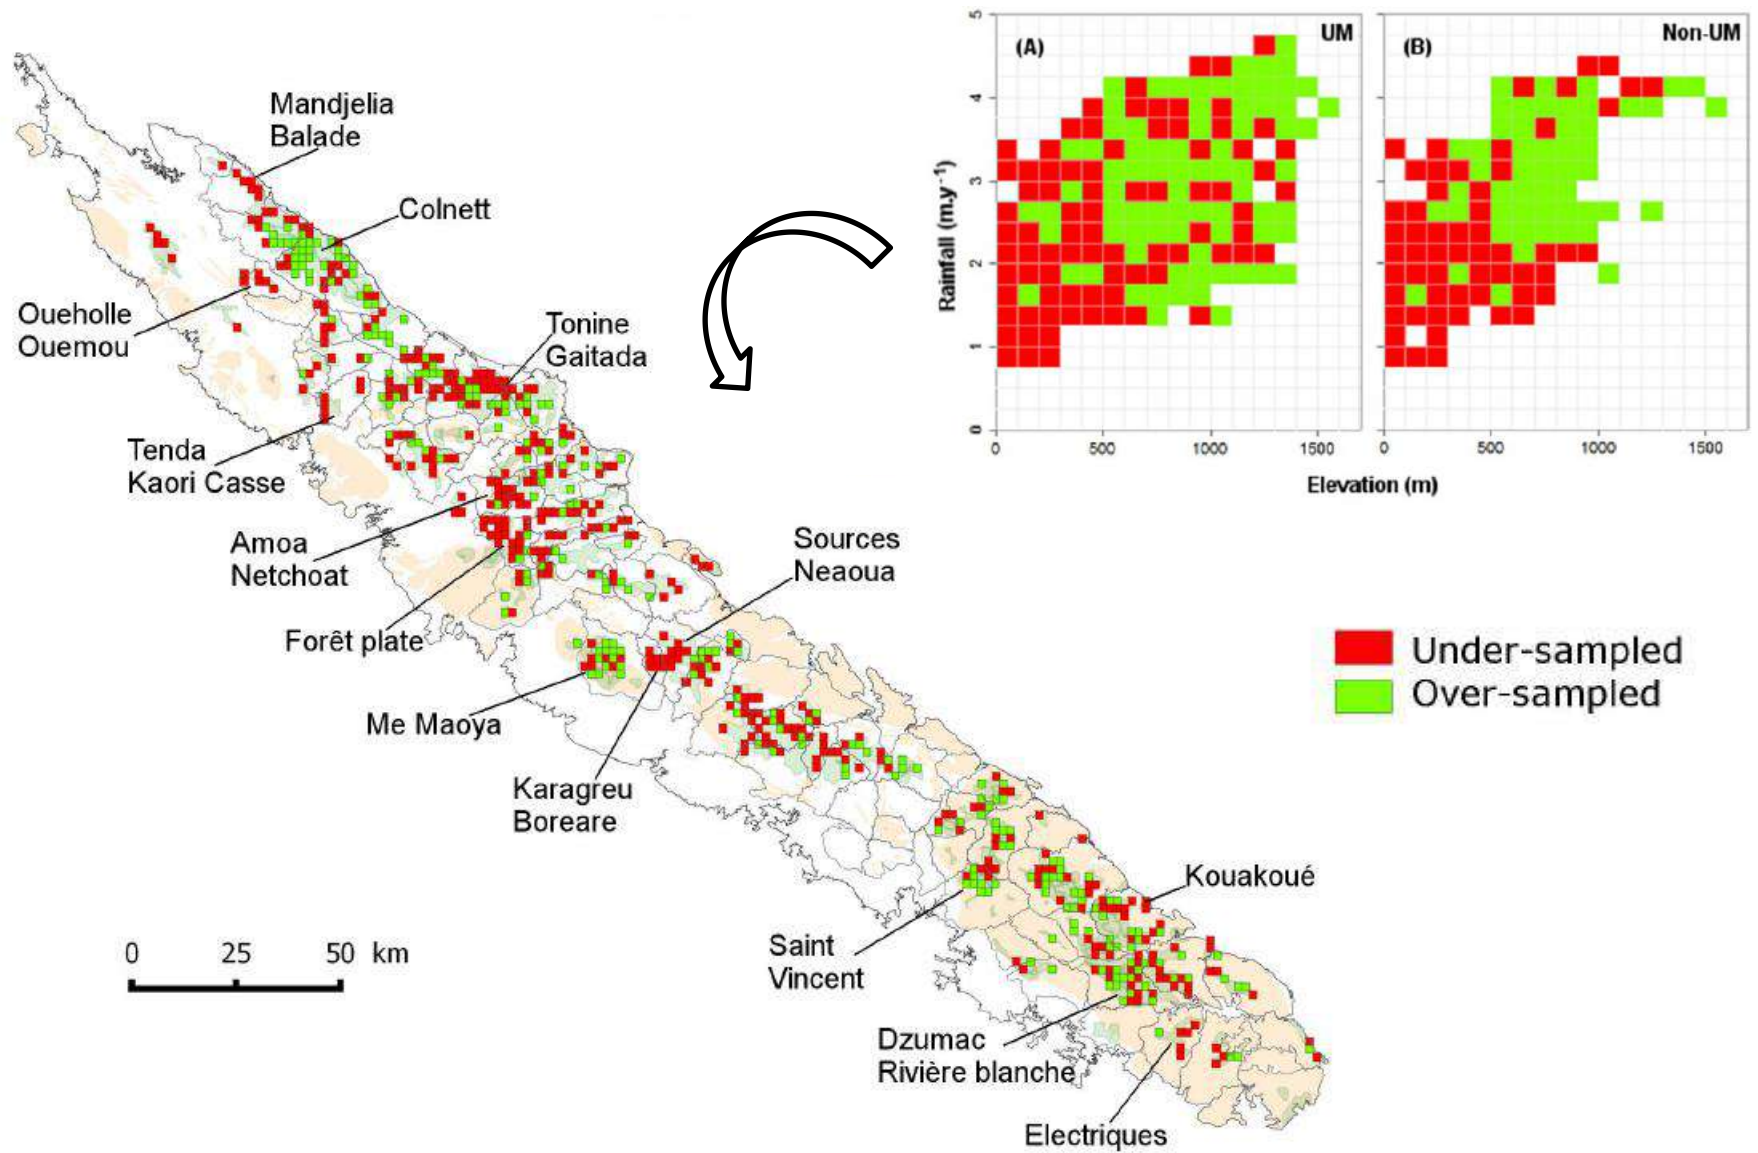 Mandjelia
Balade
Colnett
Oueholle
Ouemou
Tonine
Gaitada
Tenda
Kaori Casse
Amoa
Netchoat
Forêt plate
Sources
Neaoua
Me Maoya
Karagreu
Boreare
Kouakoué
Saint
Vincent
Dzumac
Rivière blanche
Electriques
0 25 50 km
(A) UM
(B) Non-UM
Rainfall (m.y⁻¹)
5
4
3
2
1
0
0 500 1000 1500
0 500 1000 1500
Elevation (m)
Under-sampled
Over-sampled